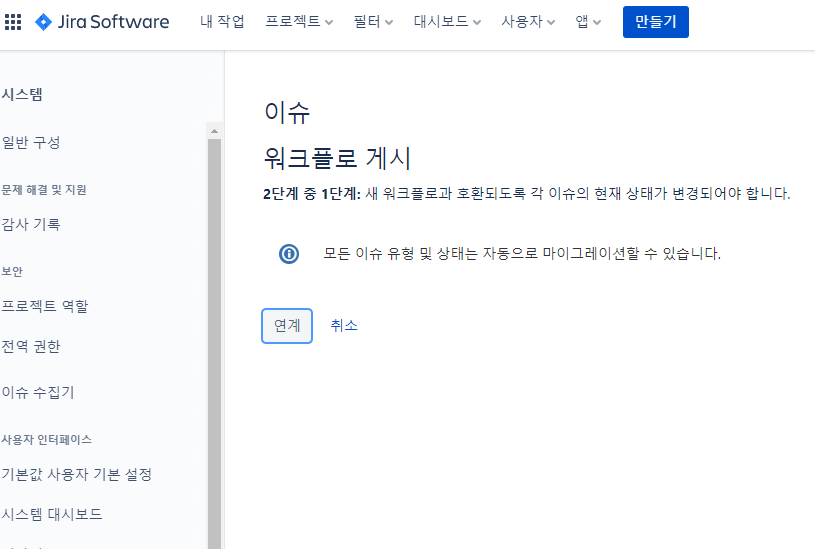 Jira Software 내 작업 프로젝트 필터 대시보드 사용자 앱 만들기
시스템
일반 구성
문제 해결 및 지원
감사 기록
보안
프로젝트 역할
전역 권한
이슈 수집기
사용자 인터페이스
기본값 사용자 기본 설정
시스템 대시보드
이슈
워크플로 게시
2단계 중 1단계: 새 워크플로과 호환되도록 각 이슈의 현재 상태가 변경되어야 합니다.
모든 이슈 유형 및 상태는 자동으로 마이그레이션할 수 있습니다.
연계 취소